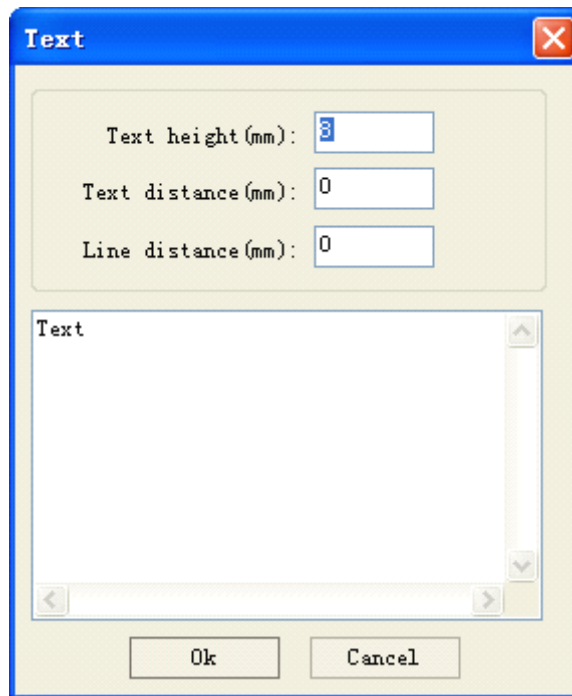 Text
Text height(mm): 8
Text distance(mm): 0
Line distance(mm): 0
Text
Ok Cancel